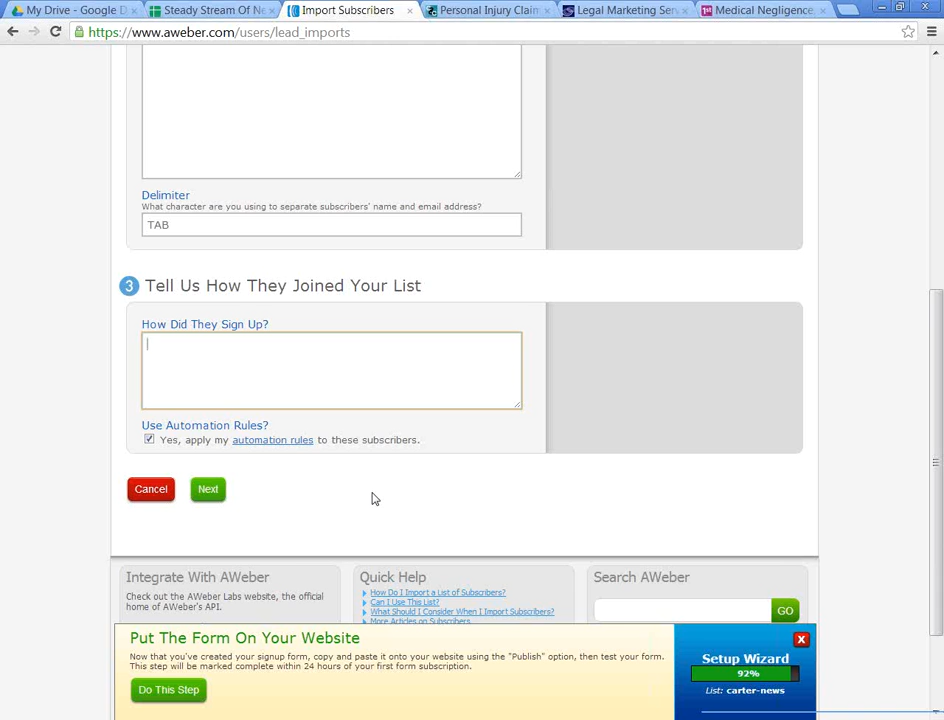 My Drive - Google D
Steady Stream Of Ne
Import Subscribers
Personal Injury Clain
Legal Marketing Serv
Medical Negligence
https://www.aweber.com/users/lead_imports
Delimiter
What character are you using to separate subscribers' name and email address?
TAB
3 Tell Us How They Joined Your List
How Did They Sign Up?
Use Automation Rules?
Yes, apply my automation rules to these subscribers.
Cancel
Next
Integrate With AWeber
Check out the AWeber Labs website, the official
home of AWeber's API.
Quick Help
How Do I Import a List of Subscribers?
Can I Use This List?
What Should I Consider When I Import Subscribers?
More Articles on Subscribers
Search AWeber
GO
Put The Form On Your Website
Now that you've created your signup form, copy and paste it onto your website using the "Publish" option, then test your form.
This step will be marked complete within 24 hours of your first form subscription.
Do This Step
Setup Wizard
92%
List: carter-news